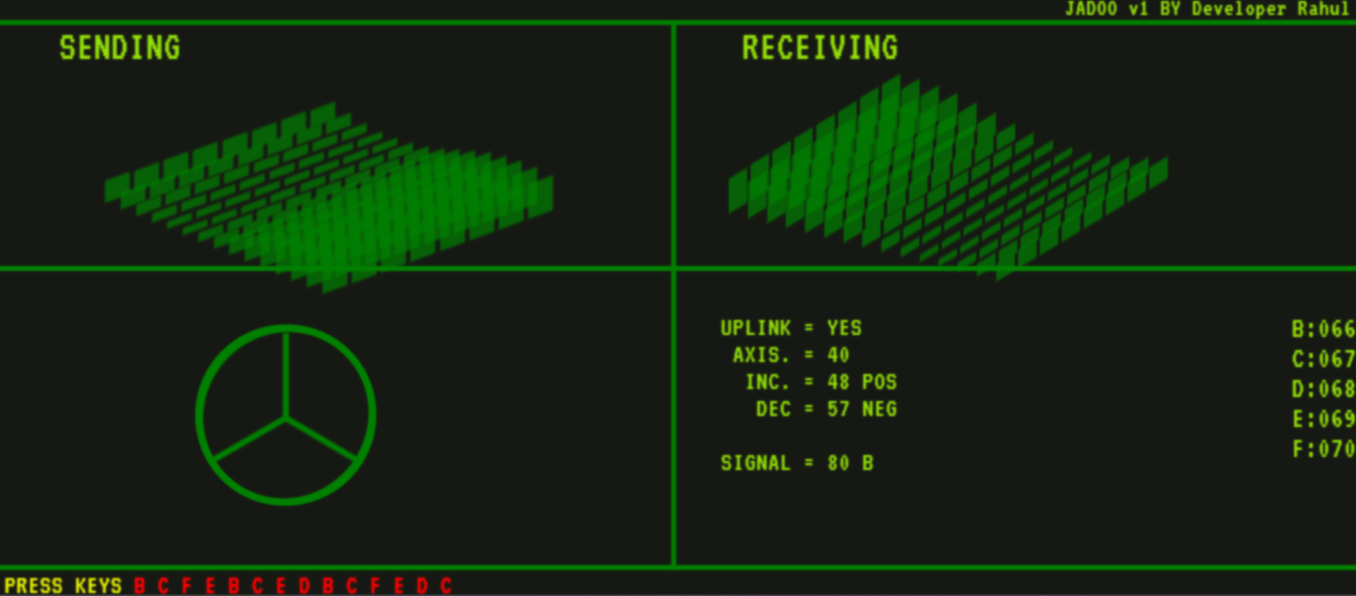 JADOO v1 BY Developer Rahul
SENDING
RECEIVING
UPLINK = YES
AXIS. = 40
INC. = 48 POS
DEC = 57 NEG
SIGNAL = 80 B
B:066
C:067
D:068
E:069
F:070
PRESS KEYS B C F E B C E D B C F E D C